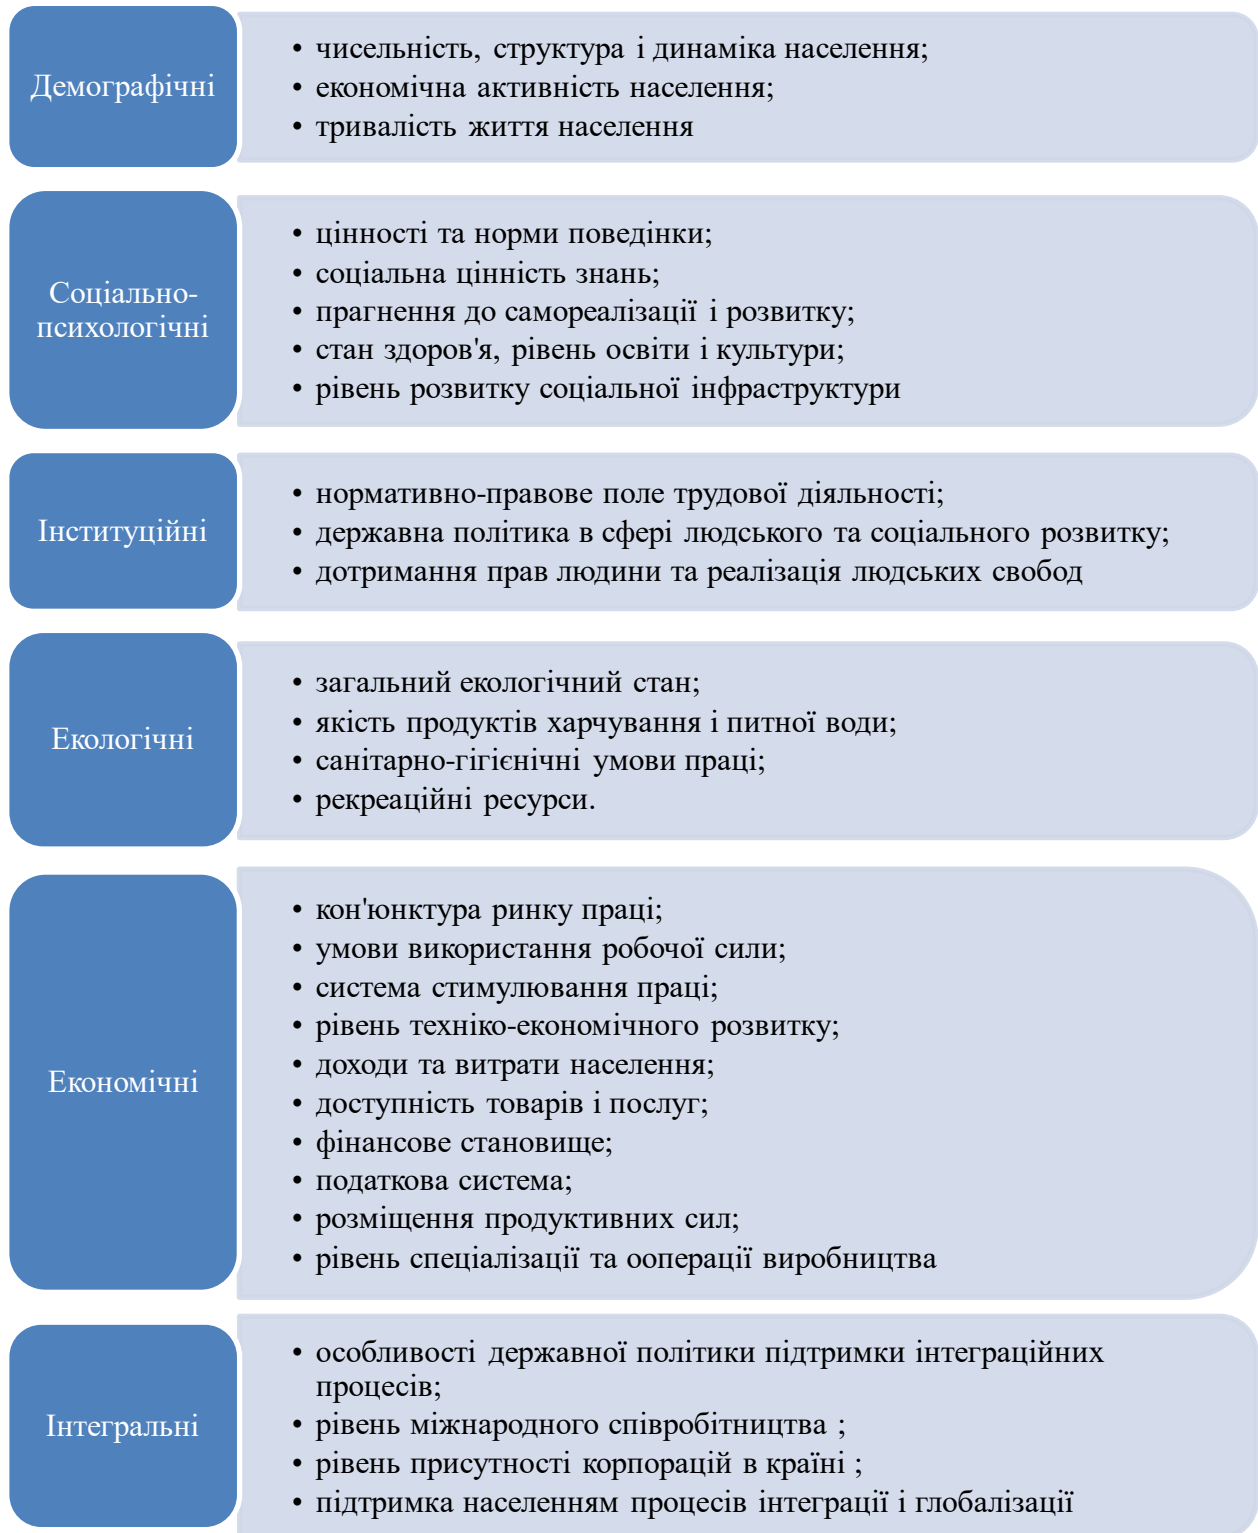 Демографічні
• чисельність, структура і динаміка населення;
• економічна активність населення;
• тривалість життя населення
Соціально-
психологічні
• цінності та норми поведінки;
• соціальна цінність знань;
• прагнення до самореалізації і розвитку;
• стан здоров'я, рівень освіти і культури;
• рівень розвитку соціальної інфраструктури
Інституційні
• нормативно-правове поле трудової діяльності;
• державна політика в сфері людського та соціального розвитку;
• дотримання прав людини та реалізація людських свобод
Екологічні
• загальний екологічний стан;
• якість продуктів харчування і питної води;
• санітарно-гігієнічні умови праці;
• рекреаційні ресурси.
Економічні
• кон'юнктура ринку праці;
• умови використання робочої сили;
• система стимулювання праці;
• рівень техніко-економічного розвитку;
• доходи та витрати населення;
• доступність товарів і послуг;
• фінансове становище;
• податкова система;
• розміщення продуктивних сил;
• рівень спеціалізації та ооперації виробництва
Інтегральні
• особливості державної політики підтримки інтеграційних
процесів;
• рівень міжнародного співробітництва ;
• рівень присутності корпорацій в країні ;
• підтримка населенням процесів інтеграції і глобалізації